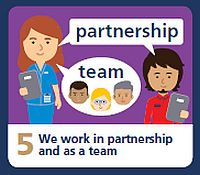 partnership
team
5 We work in partnership
and as a team